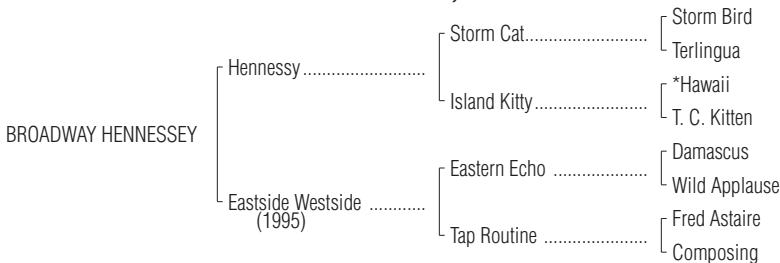 Storm Bird
Storm Cat..............................
Terlingua
Hennessy ..............................
*Hawaii
Island Kitty...........................
T. C. Kitten
BROADWAY HENNESSEY
Damascus
Eastern Echo .......................
Wild Applause
Eastside Westside .............
(1995)
Fred Astaire
Tap Routine .........................
Composing